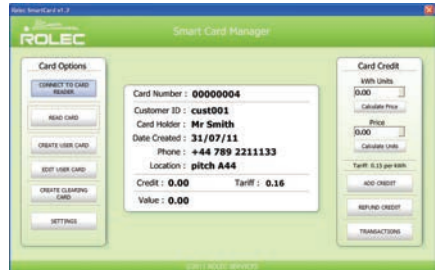 Rolec SmartCard v1.3
ROLEC
Smart Card Manager
Card Options
CONNECT TO CARD
READER
READ CARD
CREATE USER CARD
EDIT USER CARD
CREATE CLEARING
CARD
SETTINGS
Card Number : 00000004
Customer ID : cust001
Card Holder : Mr Smith
Date Created : 31/07/11
Phone : +44 789 2211133
Location : pitch A44
Credit : 0.00 Tariff : 0.16
Value : 0.00
Card Credit
kWh Units
0.00
Calculate Price
Price
0.00
Calculate Units
Tariff: 0.15 per kWh
ADD CREDIT
REFUND CREDIT
TRANSACTIONS
©2011 ROLEC SERVICES